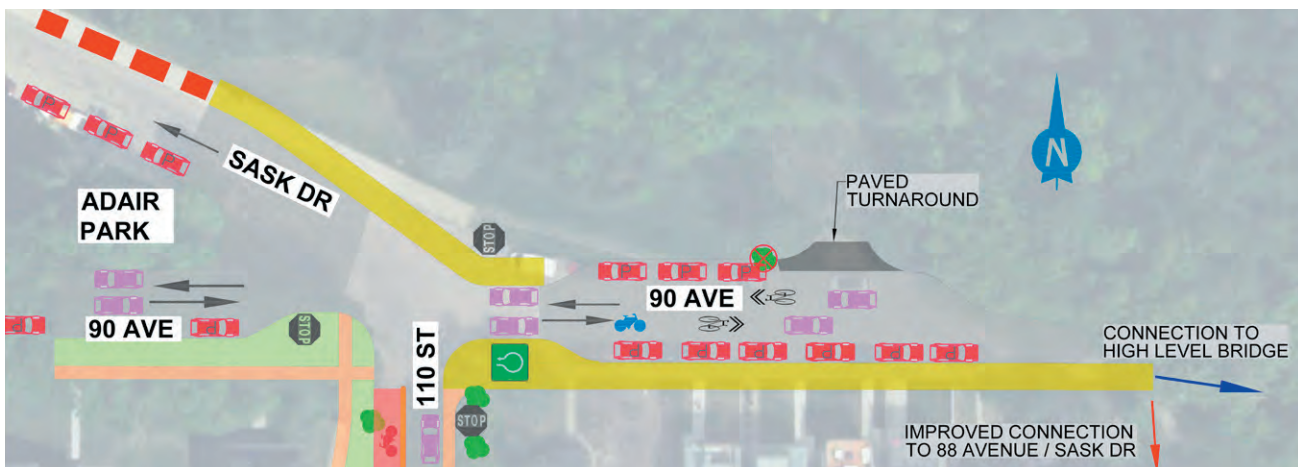 SASK DR
ADAIR
PARK
90 AVE
110 ST
STOP
STOP
STOP
90 AVE
PAVED
TURNAROUND
N
CONNECTION TO
HIGH LEVEL BRIDGE
IMPROVED CONNECTION
TO 88 AVENUE / SASK DR